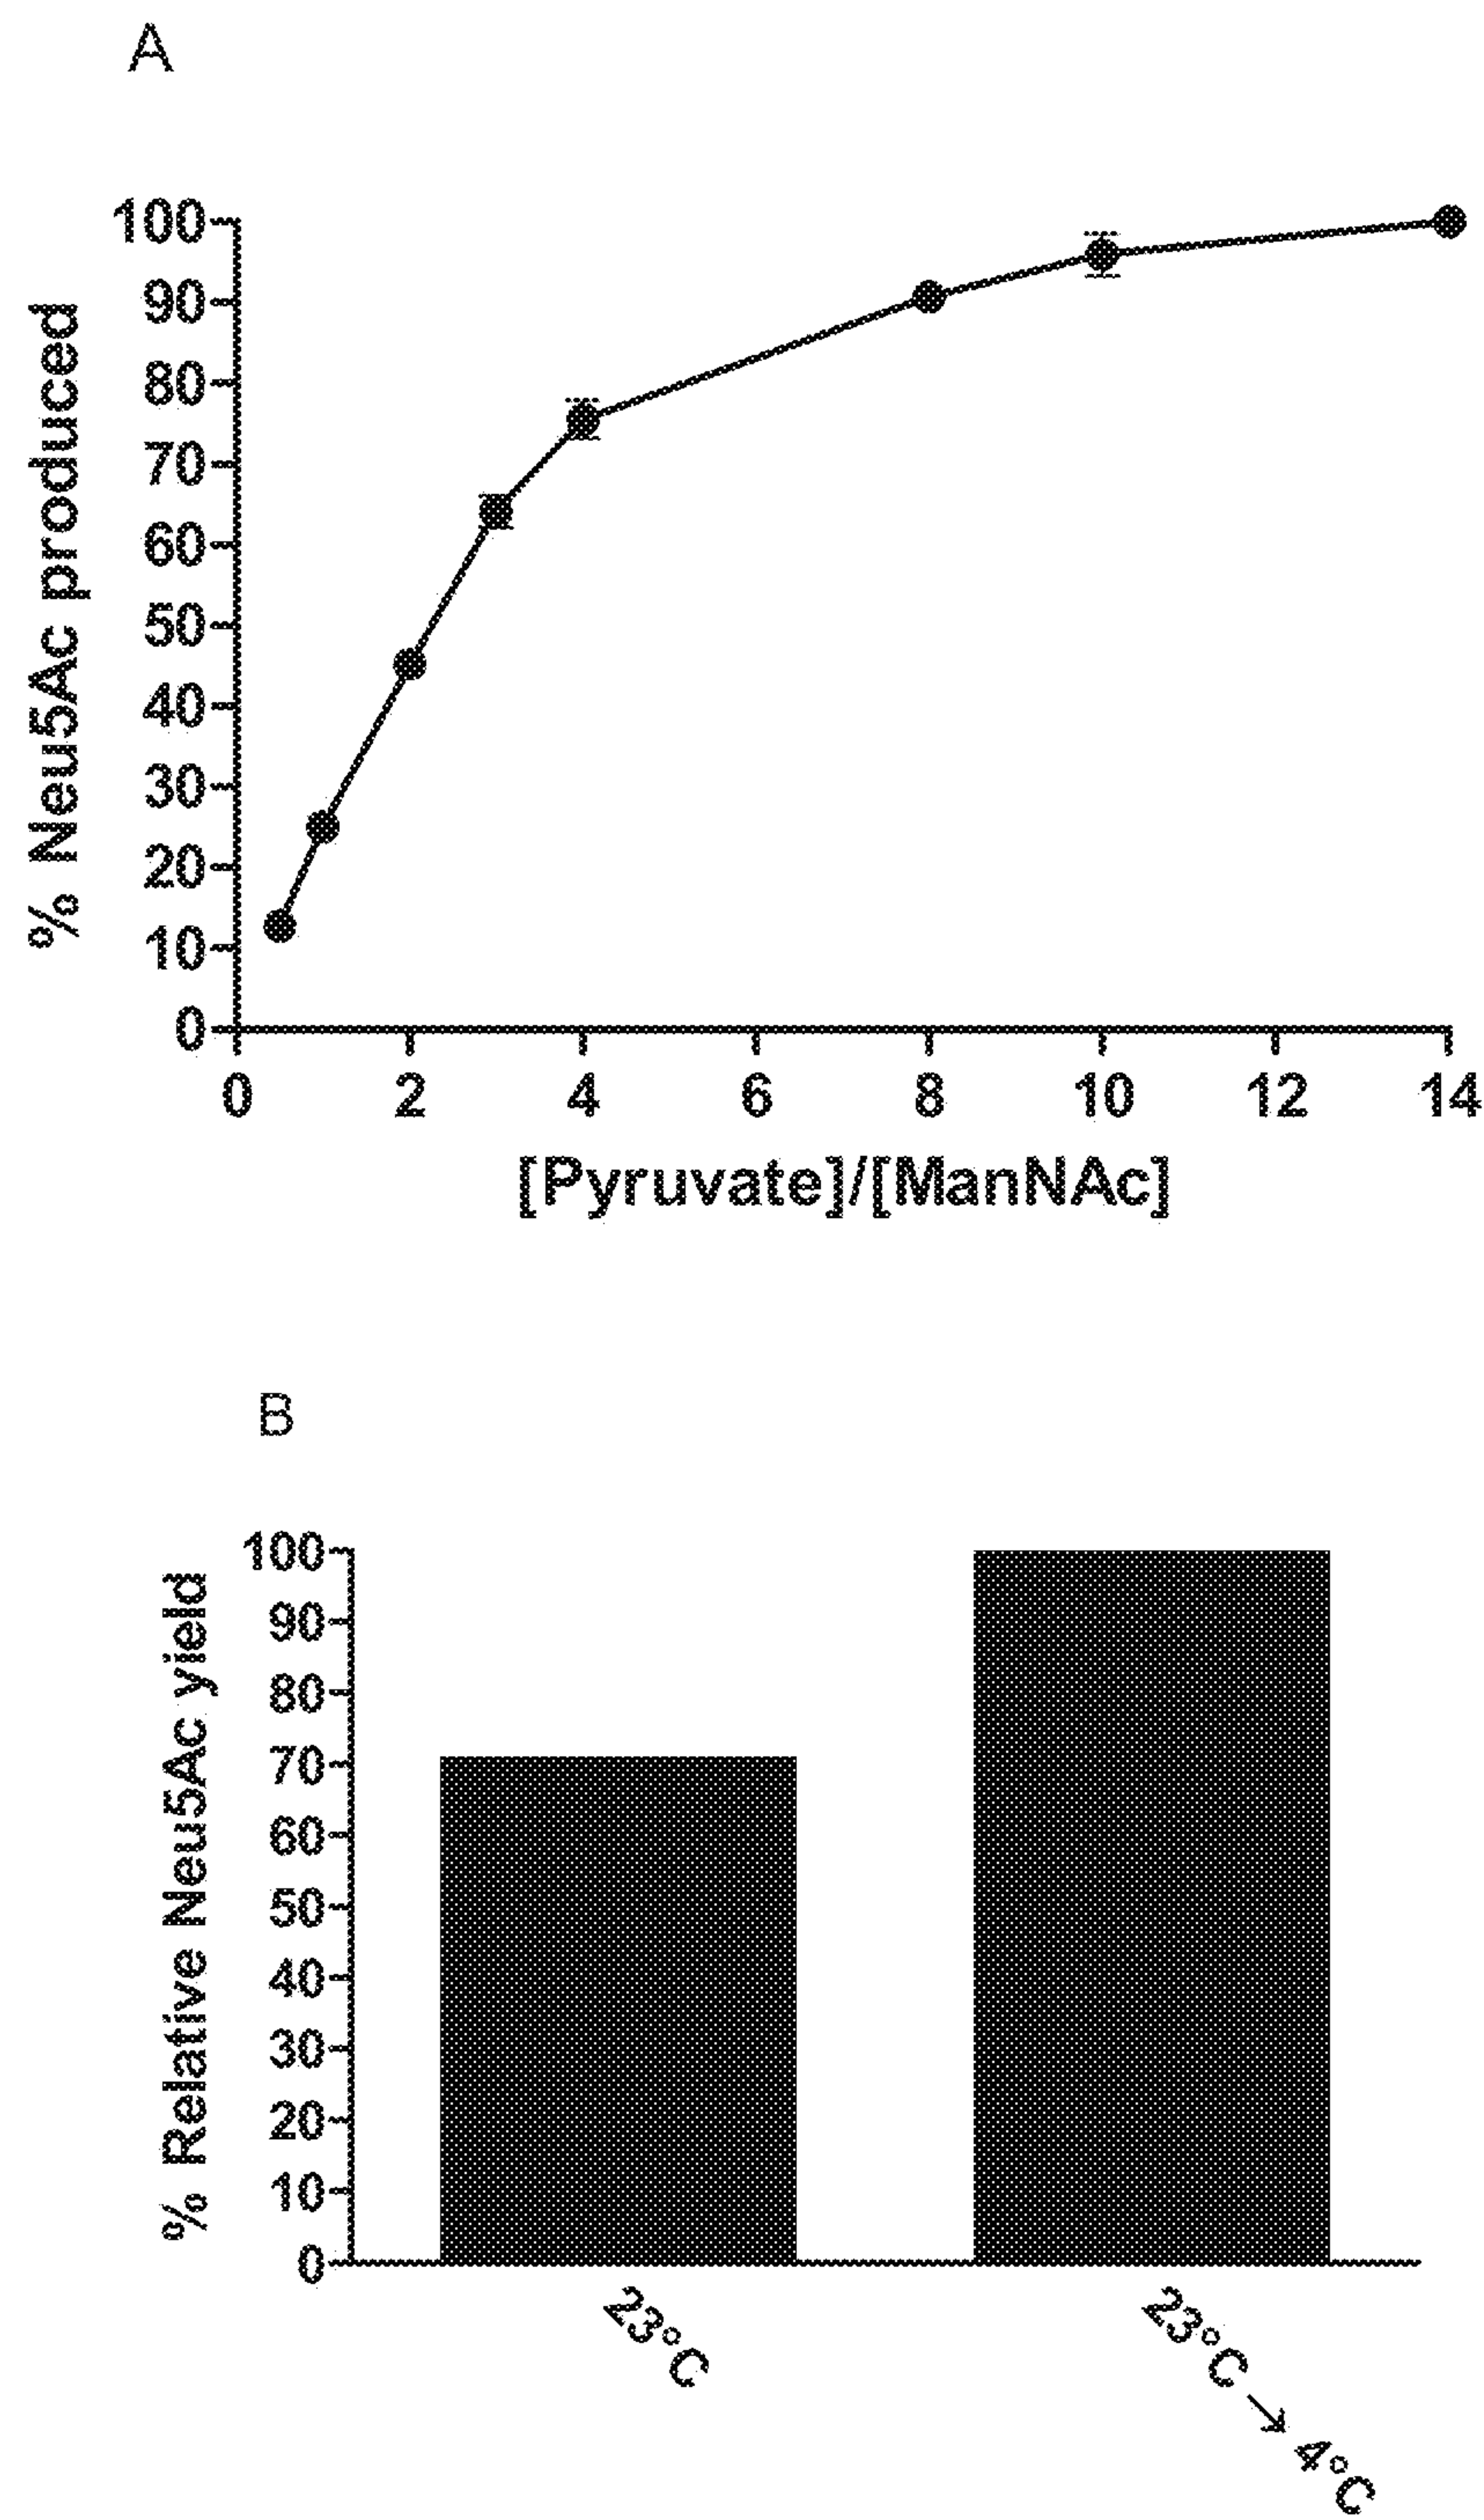 A
% Neu5Ac produced
100
90
80
70
60
50
40
30
20
10
0
0 2 4 6 8 10 12 14
[Pyruvate]/[ManNAc]
B
% Relative Neu5Ac yield
100
90
80
70
60
50
40
30
20
10
0
23°C
23°C → 4°C